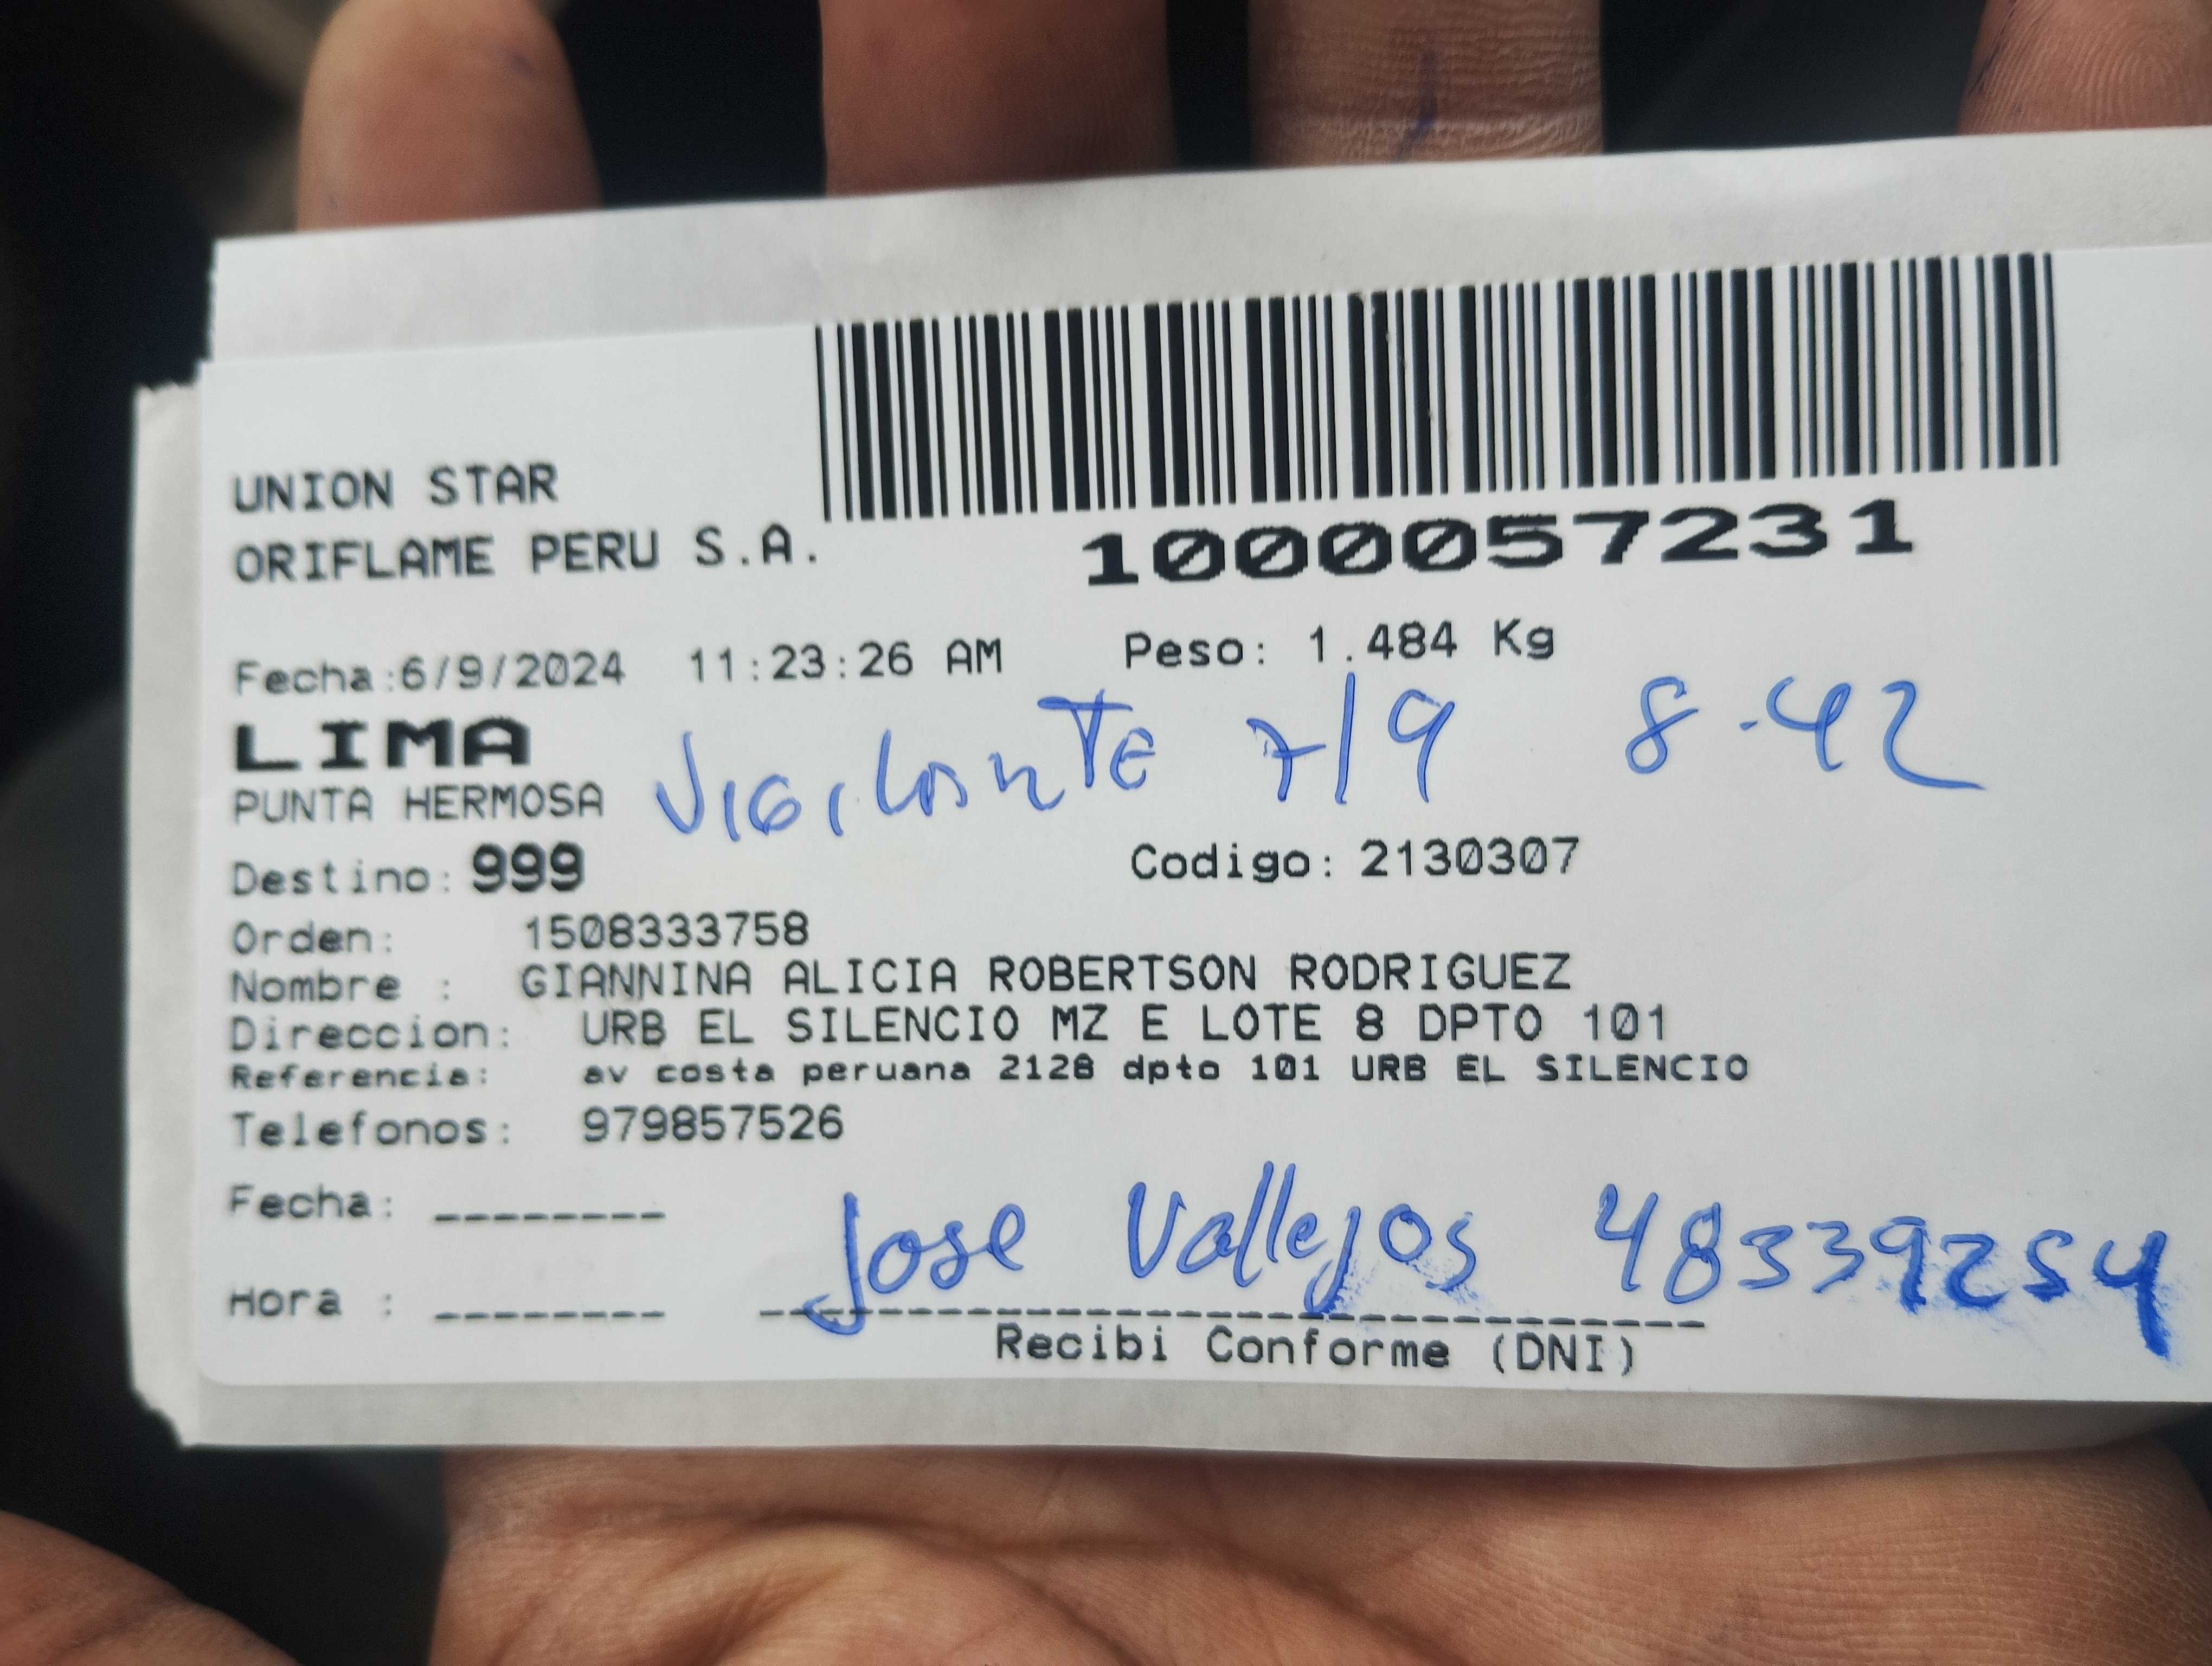 UNION STAR
ORIFLAME PERU S.A.
1000057231
Fecha:6/9/2024 11:23:26 AM Peso: 1.484 Kg
LIMA
Vigilante 7/9 8.42
PUNTA HERMOSA
Destino: 999 Codigo: 2130307
Orden: 1508333758
Nombre : GIANNINA ALICIA ROBERTSON RODRIGUEZ
Direccion: URB EL SILENCIO MZ E LOTE 8 DPTO 101
Referencia: av costa peruana 2128 dpto 101 URB EL SILENCIO
Telefonos: 979857526
Fecha: --------
Jose Vallejos 48339254
Hora : --------
Recibi Conforme (DNI)